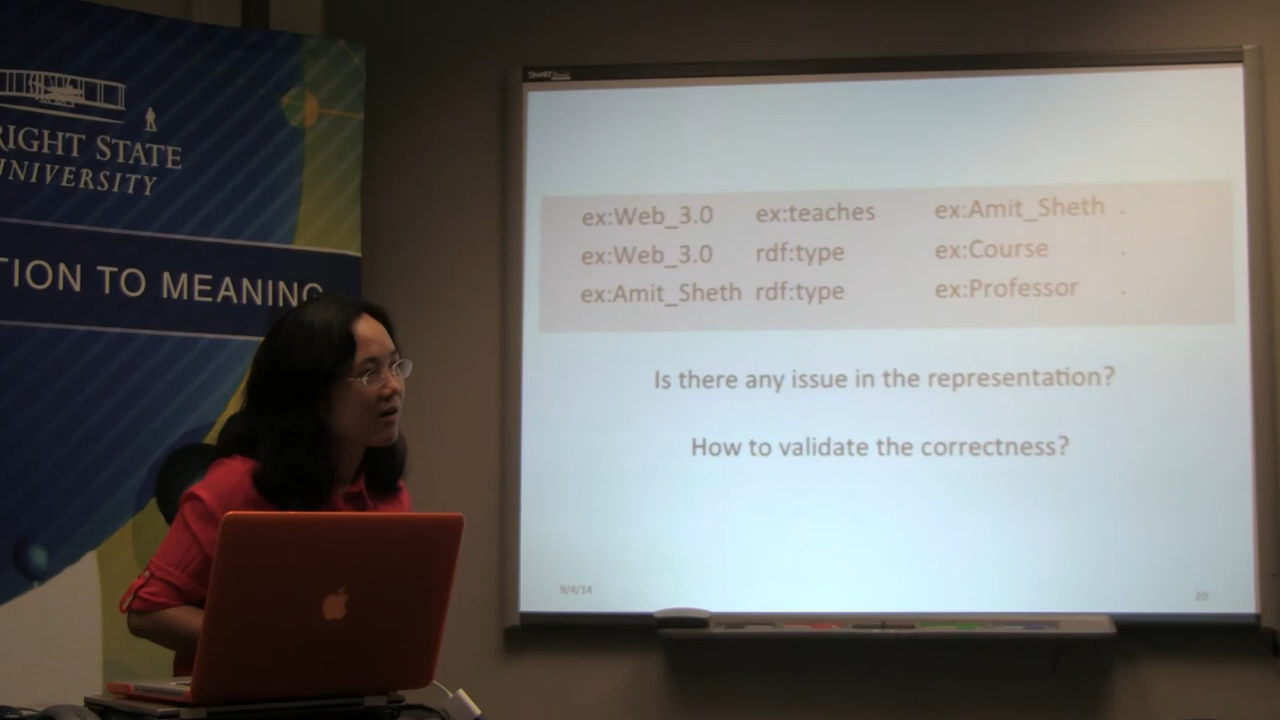 RIGHT STATE
UNIVERSITY
TION TO MEANING
SMART
ex:Web_3.0 ex:teaches ex:Amit_Sheth .
ex:Web_3.0 rdf:type ex:Course .
ex:Amit_Sheth rdf:type ex:Professor .
Is there any issue in the representation?
How to validate the correctness?
9/4/14
20